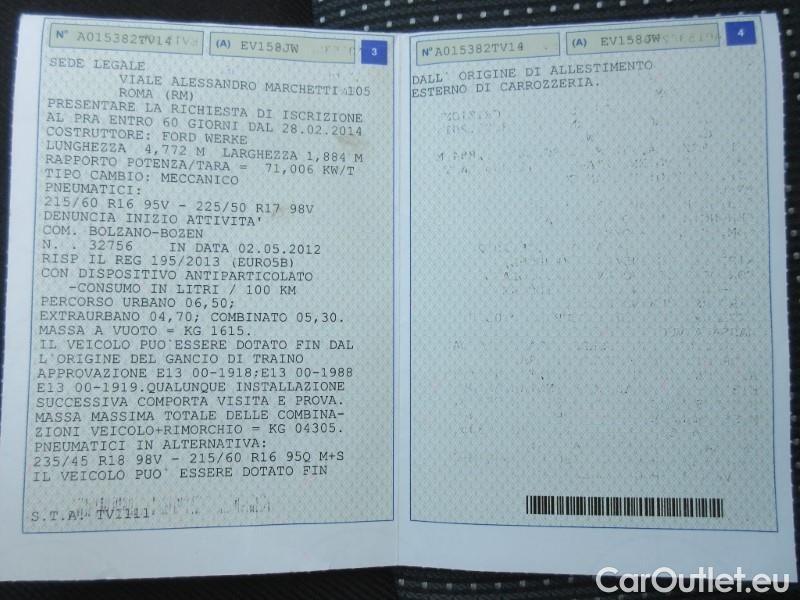 N° A015382TV14
(A) EV158JW
3
SEDE LEGALE
VIALE ALESSANDRO MARCHETTI 105
ROMA (RM)
PRESENTARE LA RICHIESTA DI ISCRIZIONE
AL PRA ENTRO 60 GIORNI DAL 28.02.2014
COSTRUTTORE: FORD WERKE
LUNGHEZZA 4,772 M LARGHEZZA 1,884 M
RAPPORTO POTENZA/TARA = 71,006 KW/T
TIPO CAMBIO: MECCANICO
PNEUMATICI:
215/60 R16 95V - 225/50 R17 98V
DENUNCIA INIZIO ATTIVITA'
COM. BOLZANO-BOZEN
N. . 32756 IN DATA 02.05.2012
RISP IL REG 195/2013 (EURO5B)
CON DISPOSITIVO ANTIPARTICOLATO
-CONSUMO IN LITRI / 100 KM
PERCORSO URBANO 06,50;
EXTRAURBANO 04,70; COMBINATO 05,30.
MASSA A VUOTO = KG 1615.
IL VEICOLO PUO' ESSERE DOTATO FIN DAL
L'ORIGINE DEL GANCIO DI TRAINO
APPROVAZIONE E13 00-1918;E13 00-1988
E13 00-1919.QUALUNQUE INSTALLAZIONE
SUCCESSIVA COMPORTA VISITA E PROVA.
MASSA MASSIMA TOTALE DELLE COMBINA-
ZIONI VEICOLO+RIMORCHIO = KG 04305.
PNEUMATICI IN ALTERNATIVA:
235/45 R18 98V - 215/60 R16 95Q M+S
IL VEICOLO PUO' ESSERE DOTATO FIN
S.T.A. TV1111
N° A015382TV14
(A) EV158JW
4
DALL' ORIGINE DI ALLESTIMENTO
ESTERNO DI CARROZZERIA.
CarOutlet.eu